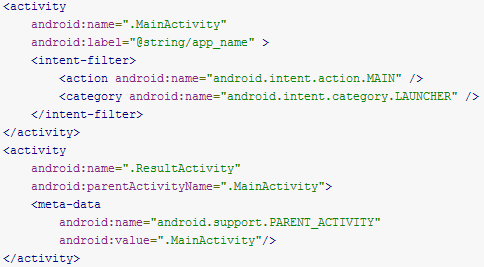 <activity
    android:name=".MainActivity"
    android:label="@string/app_name" >
    <intent-filter>
        <action android:name="android.intent.action.MAIN" />
        <category android:name="android.intent.category.LAUNCHER" />
    </intent-filter>
</activity>
<activity
    android:name=".ResultActivity"
    android:parentActivityName=".MainActivity">
    <meta-data
        android:name="android.support.PARENT_ACTIVITY"
        android:value=".MainActivity"/>
</activity>